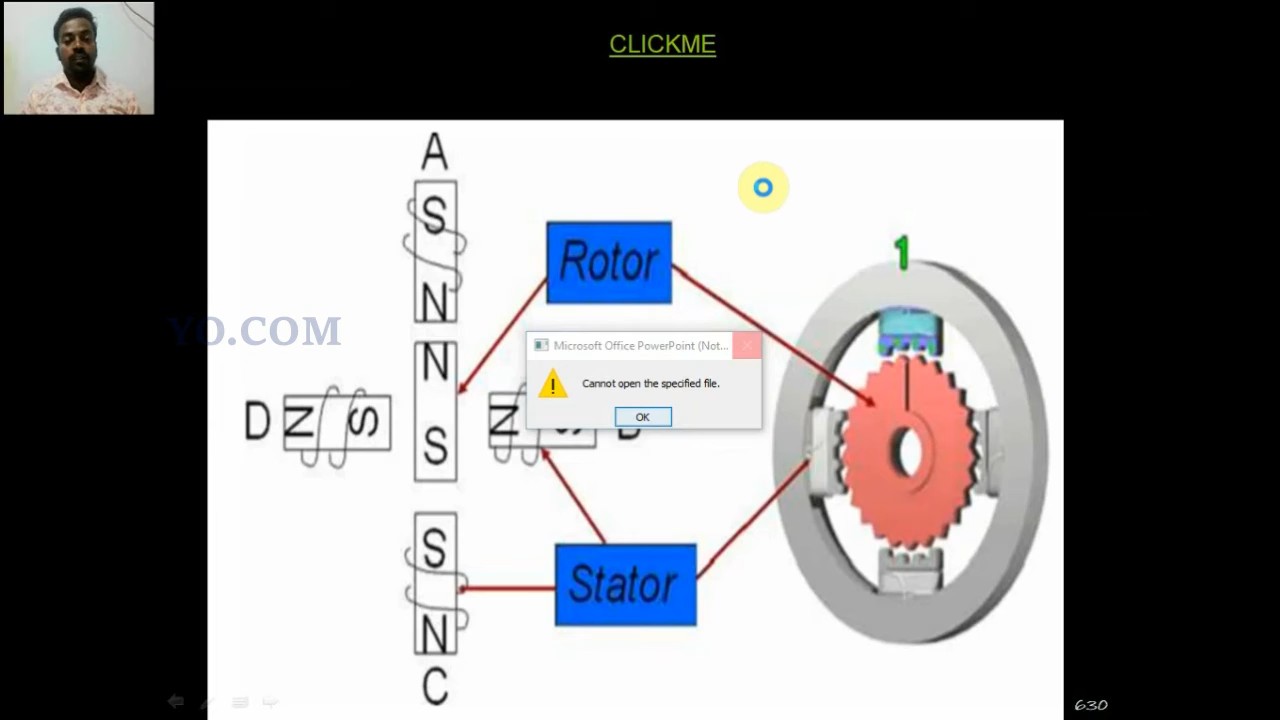 CLICKME
A
S
N
Rotor
1
YO.COM
Microsoft Office PowerPoint (Not...
Cannot open the specified file.
OK
N
S
D
N
S
N
Stator
S
N
C
630